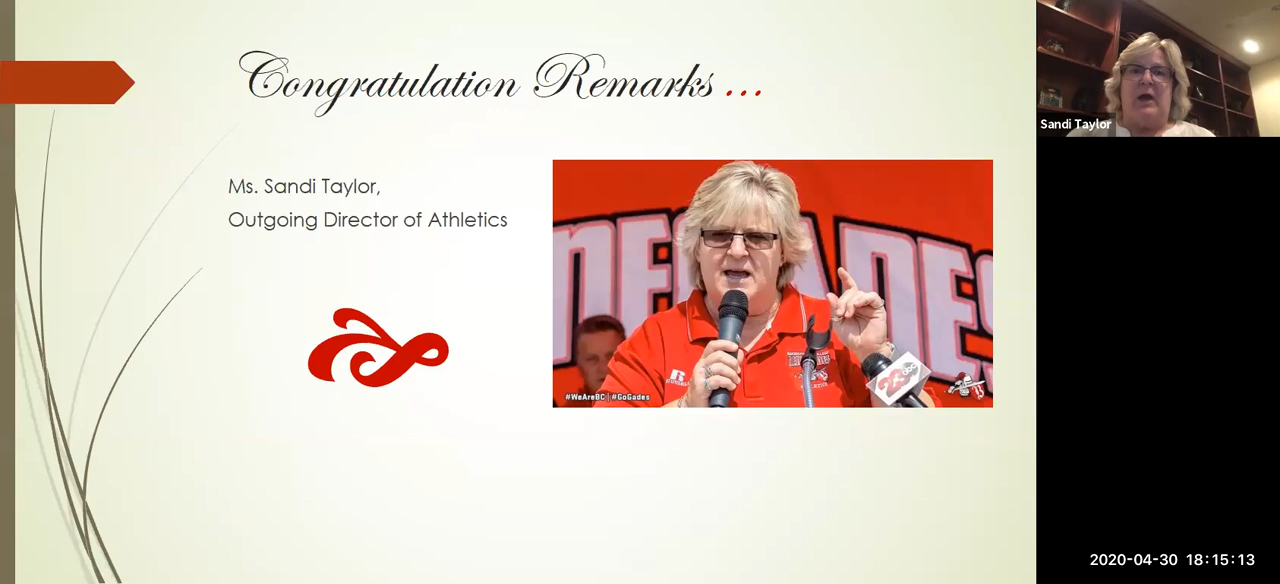 Congratulation Remarks ...
Ms. Sandi Taylor,
Outgoing Director of Athletics
#WeAreBC | #GoGades
abc
Sandi Taylor
2020-04-30 18:15:13